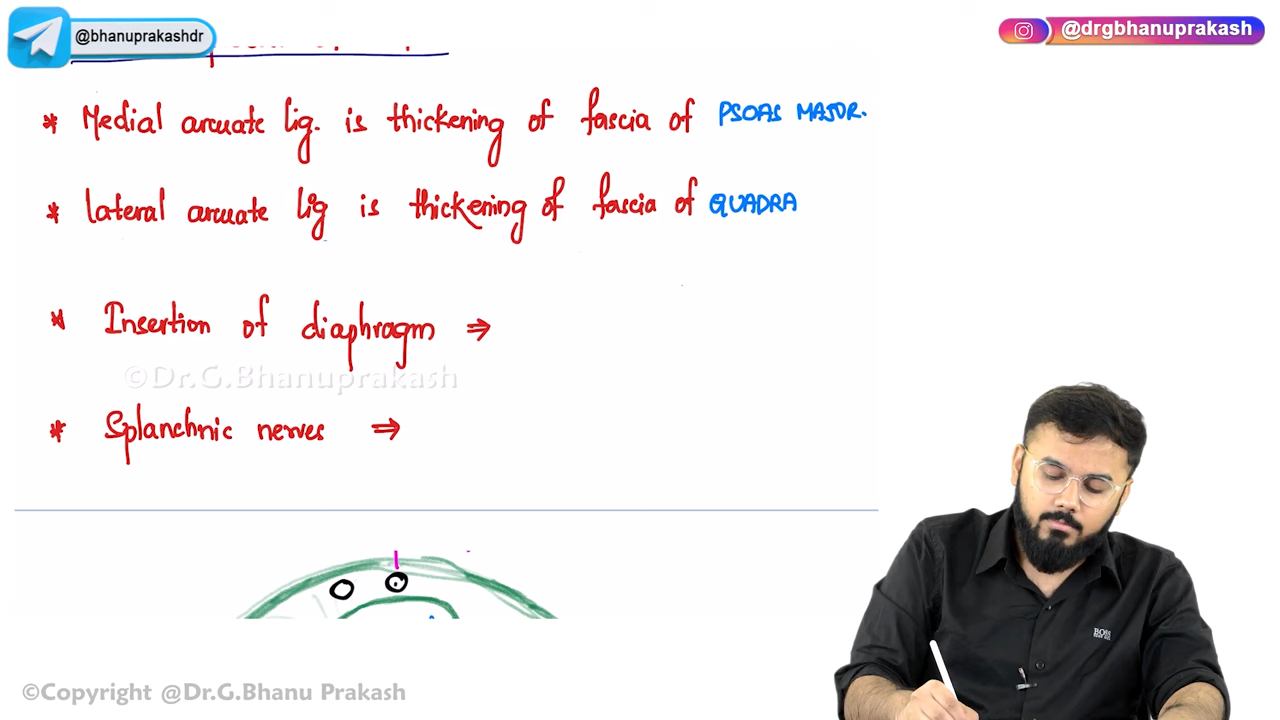 @bhanuprakashdr
@drgbhanuprakash
* Medial arcuate lig. is thickening of fascia of PSOAS MAJOR.
* lateral arcuate lig is thickening of fascia of QUADRA
* Insertion of diaphragm ⇒
©Dr.G.Bhanuprakash
* Splanchnic nerves ⇒
BOSS
©Copyright @Dr.G.Bhanu Prakash